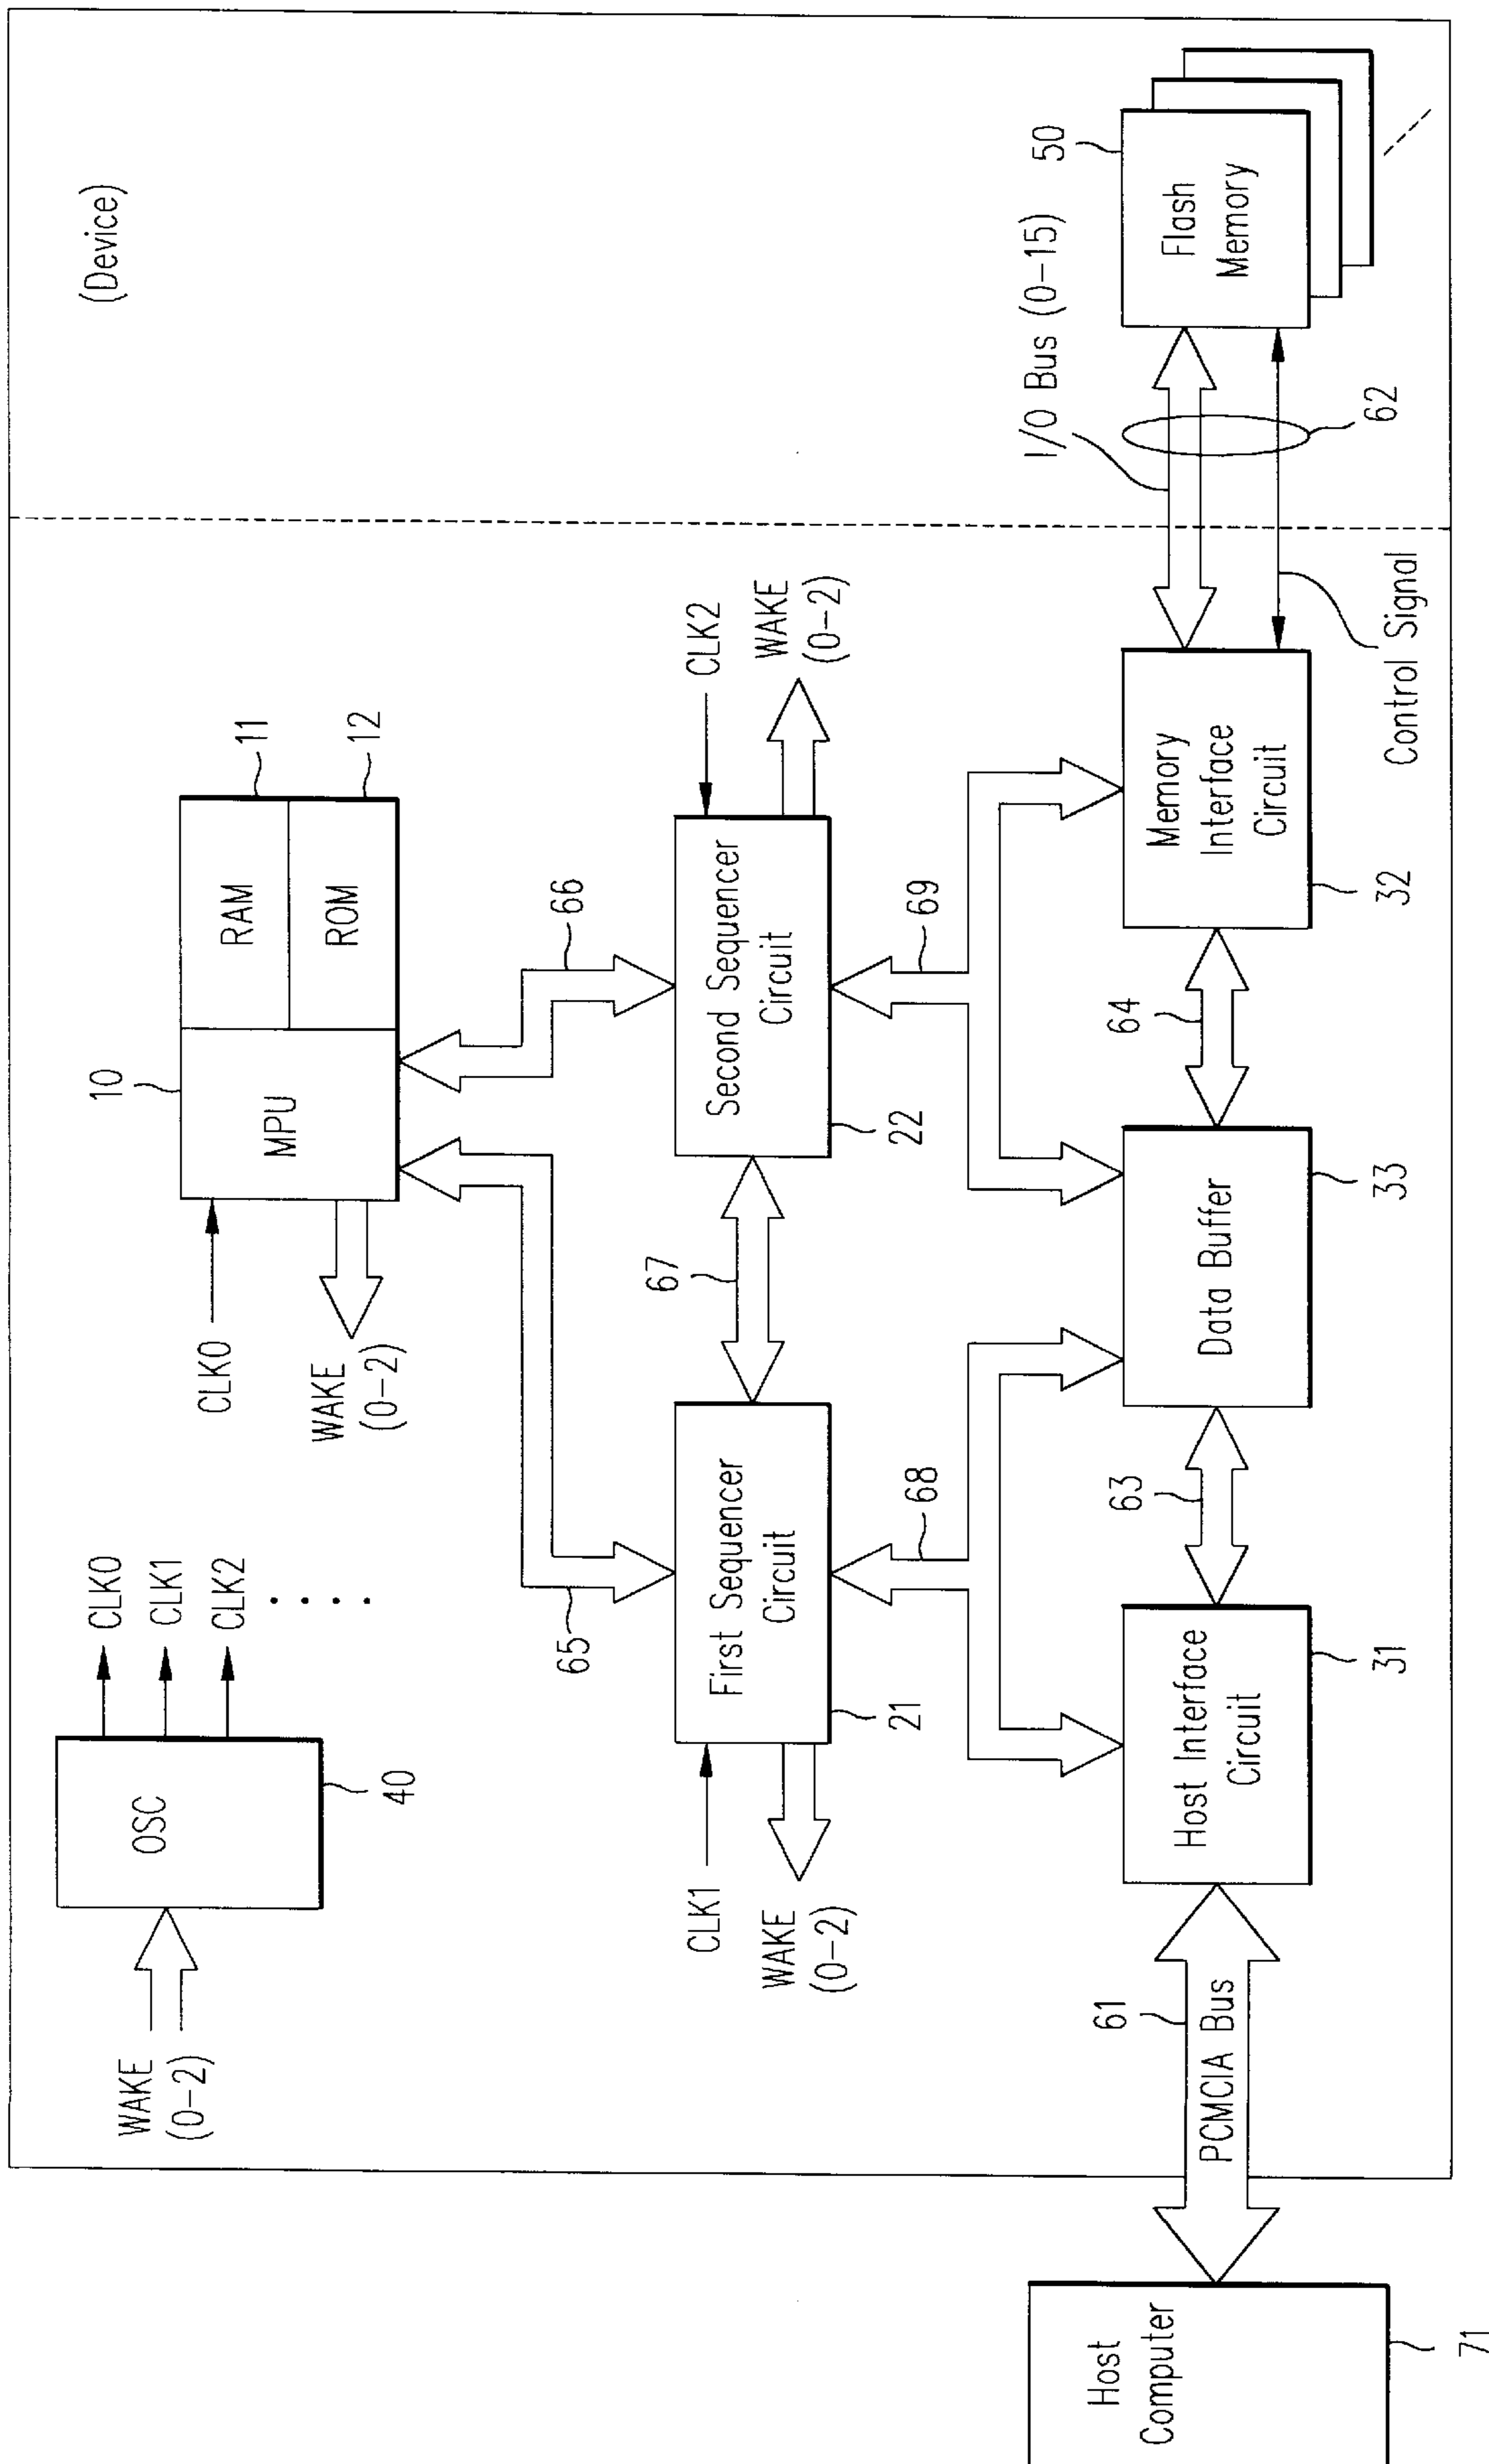 (Device)
WAKE
(0-2)
OSC
40
CLK0
CLK1
CLK2
CLK0
WAKE
(0-2)
10
MPU
RAM
ROM
11
12
65
66
CLK1
WAKE
(0-2)
First Sequencer
Circuit
21
67
Second Sequencer
Circuit
22
CLK2
WAKE
(0-2)
68
69
Host
Computer
71
61
PCMCIA Bus
Host Interface
Circuit
31
63
Data Buffer
33
64
Memory
Interface
Circuit
32
I/O Bus (0-15)
Control Signal
62
50
Flash
Memory